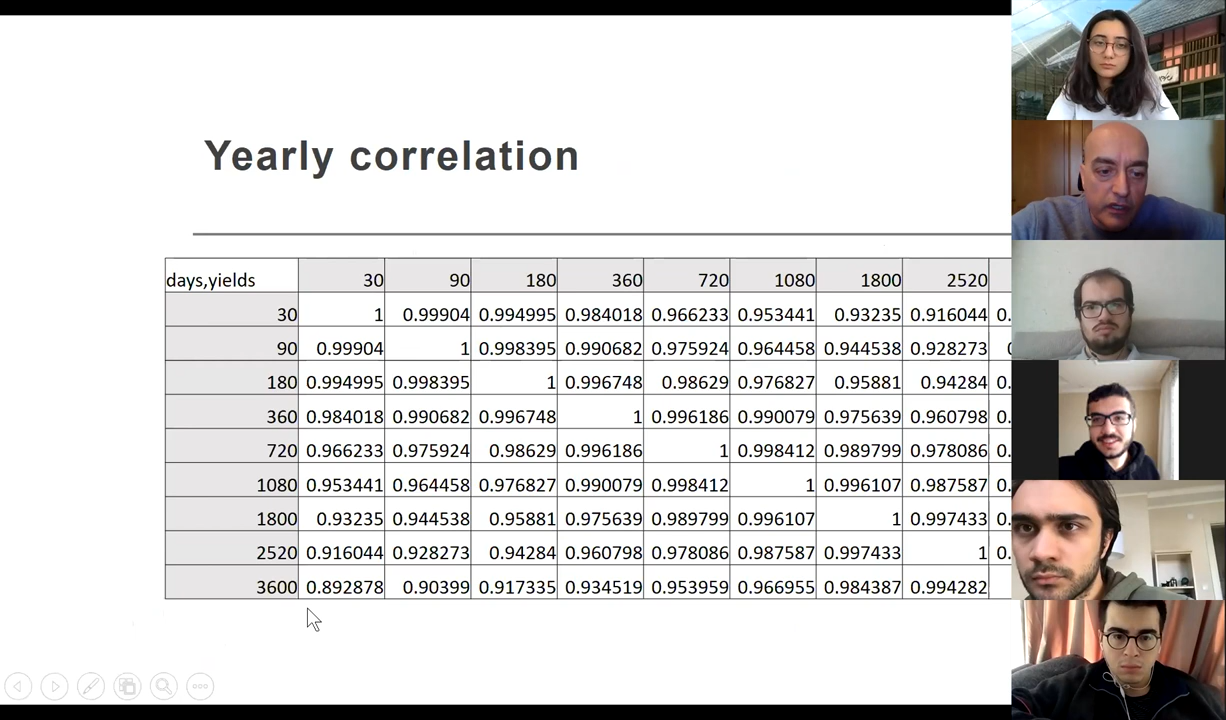 Yearly correlation
days,yields 30 90 180 360 720 1080 1800 2520
30 1 0.99904 0.994995 0.984018 0.966233 0.953441 0.93235 0.916044 0.
90 0.99904 1 0.998395 0.990682 0.975924 0.964458 0.944538 0.928273
180 0.994995 0.998395 1 0.996748 0.98629 0.976827 0.95881 0.94284 0.
360 0.984018 0.990682 0.996748 1 0.996186 0.990079 0.975639 0.960798 0.
720 0.966233 0.975924 0.98629 0.996186 1 0.998412 0.989799 0.978086 0.
1080 0.953441 0.964458 0.976827 0.990079 0.998412 1 0.996107 0.987587 0.
1800 0.93235 0.944538 0.95881 0.975639 0.989799 0.996107 1 0.997433 0.
2520 0.916044 0.928273 0.94284 0.960798 0.978086 0.987587 0.997433 1 0.
3600 0.892878 0.90399 0.917335 0.934519 0.953959 0.966955 0.984387 0.994282